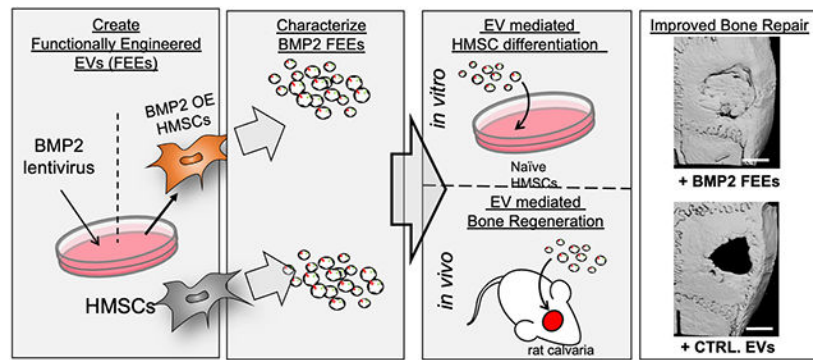 Create
Functionally Engineered
EVs (FEEs)
BMP2
lentivirus
BMP2 OE
HMSCs
HMSCs
Characterize
BMP2 FEEs
EV mediated
HMSC differentiation
in vitro
Naïve
HMSCs
EV mediated
Bone Regeneration
in vivo
rat calvaria
Improved Bone Repair
+ BMP2 FEEs
+ CTRL. EVs